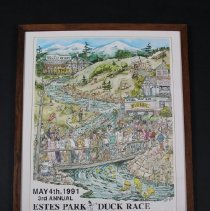 MAY 4th, 1991
3rd ANNUAL
ESTES PARK DUCK RACE